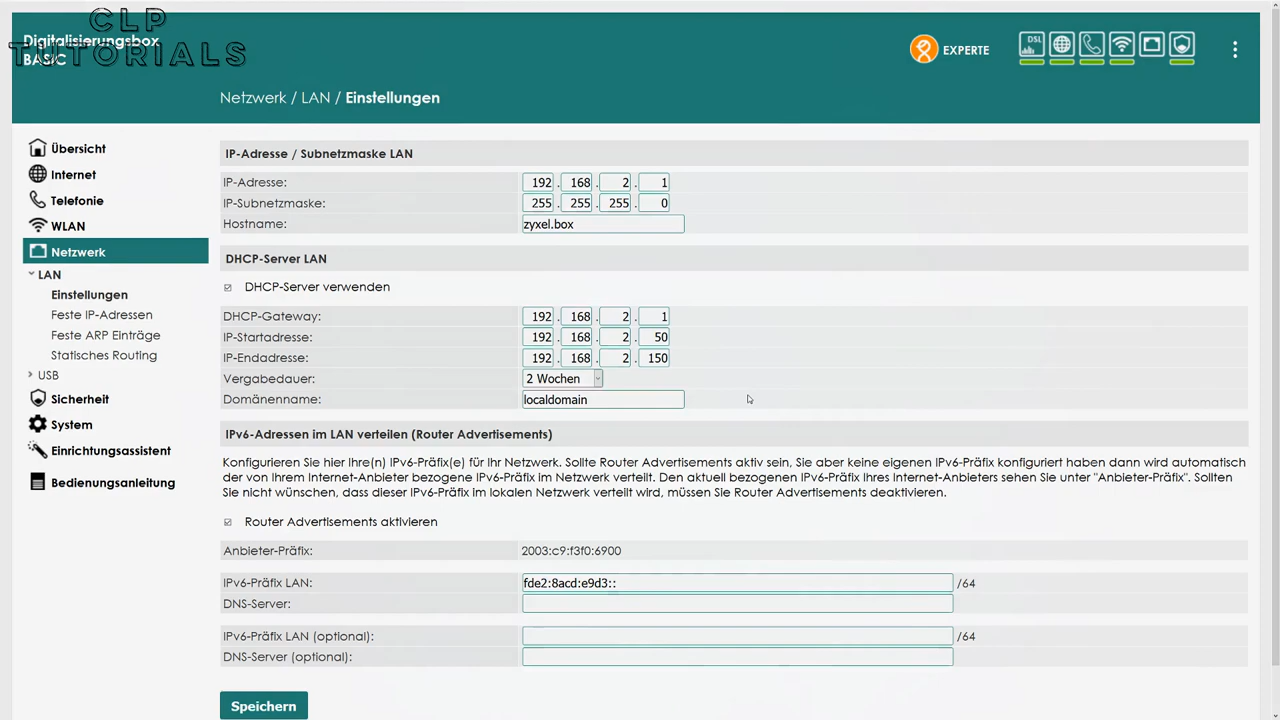 CLP
TUTORIALS
Digitalisierungsbox
BASIC
EXPERTE
DSL
Netzwerk / LAN / Einstellungen
Übersicht
Internet
Telefonie
WLAN
Netzwerk
LAN
Einstellungen
Feste IP-Adressen
Feste ARP Einträge
Statisches Routing
USB
Sicherheit
System
Einrichtungsassistent
Bedienungsanleitung
IP-Adresse / Subnetzmaske LAN
IP-Adresse: 192 . 168 . 2 . 1
IP-Subnetzmaske: 255 . 255 . 255 . 0
Hostname: zyxel.box
DHCP-Server LAN
DHCP-Server verwenden
DHCP-Gateway: 192 . 168 . 2 . 1
IP-Startadresse: 192 . 168 . 2 . 50
IP-Endadresse: 192 . 168 . 2 . 150
Vergabedauer: 2 Wochen
Domänenname: localdomain
IPv6-Adressen im LAN verteilen (Router Advertisements)
Konfigurieren Sie hier Ihre(n) IPv6-Präfix(e) für Ihr Netzwerk. Sollte Router Advertisements aktiv sein, Sie aber keine eigenen IPv6-Präfix konfiguriert haben dann wird automatisch
der von Ihrem Internet-Anbieter bezogene IPv6-Präfix im Netzwerk verteilt. Den aktuell bezogenen IPv6-Präfix Ihres Internet-Anbieters sehen Sie unter "Anbieter-Präfix". Sollten
Sie nicht wünschen, dass dieser IPv6-Präfix im lokalen Netzwerk verteilt wird, müssen Sie Router Advertisements deaktivieren.
Router Advertisements aktivieren
Anbieter-Präfix: 2003:c9:f3f0:6900
IPv6-Präfix LAN: fde2:8acd:e9d3:: /64
DNS-Server:
IPv6-Präfix LAN (optional): /64
DNS-Server (optional):
Speichern